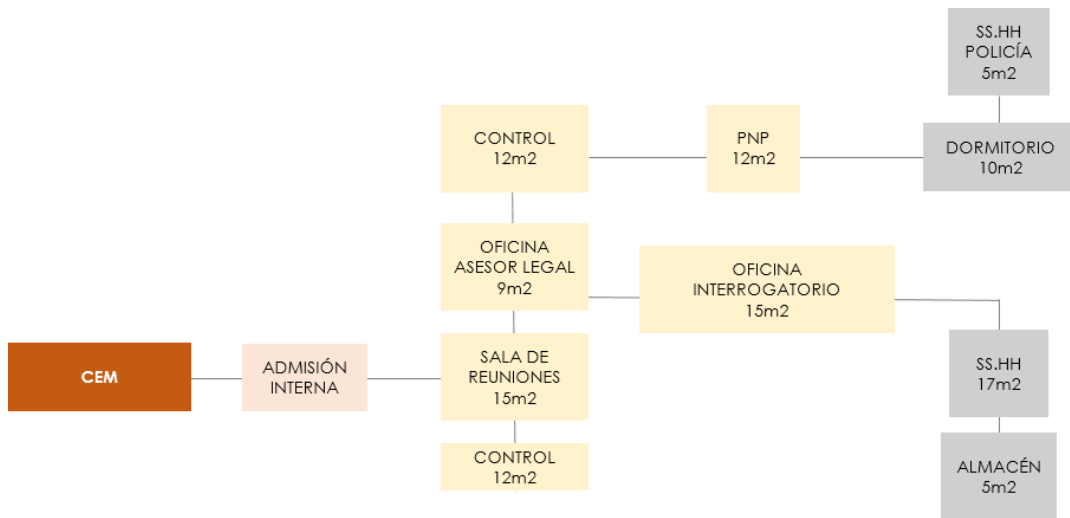 SS.HH
POLICÍA
5m2
CONTROL
12m2
PNP
12m2
DORMITORIO
10m2
OFICINA
ASESOR LEGAL
9m2
OFICINA
INTERROGATORIO
15m2
CEM
ADMISIÓN
INTERNA
SALA DE
REUNIONES
15m2
SS.HH
17m2
CONTROL
12m2
ALMACÉN
5m2